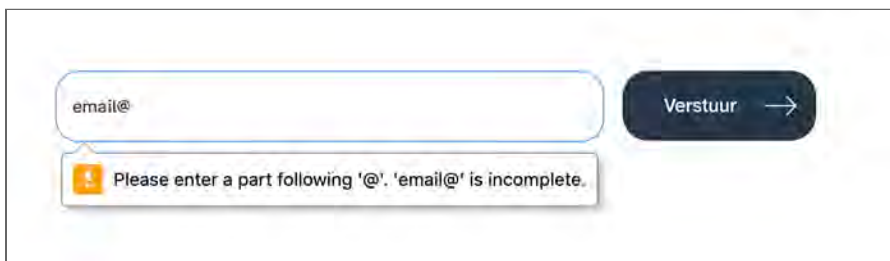 email@
Verstuur
Please enter a part following '@'. 'email@' is incomplete.